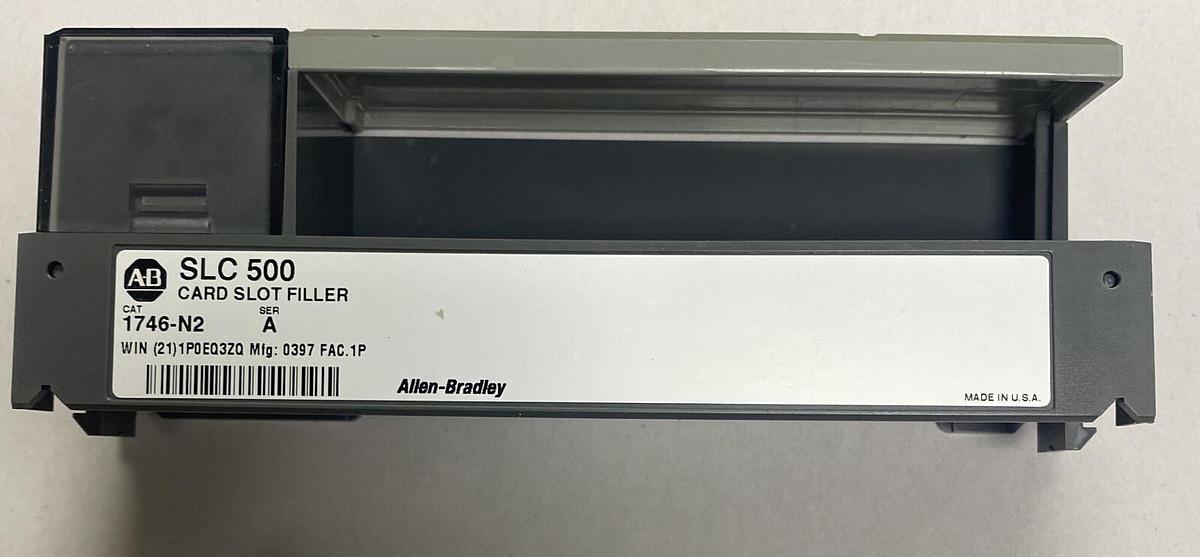 AB SLC 500
CARD SLOT FILLER
CAT SER
1746-N2 A
WIN (21)1P0EQ3ZQ Mfg: 0397 FAC.1P
Allen-Bradley
MADE IN U.S.A.